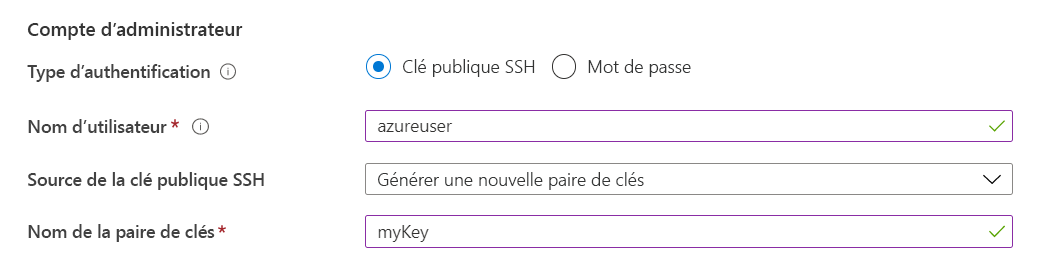 Compte d’administrateur
Type d’authentification Clé publique SSH Mot de passe
Nom d’utilisateur * azureuser
Source de la clé publique SSH Générer une nouvelle paire de clés
Nom de la paire de clés * myKey